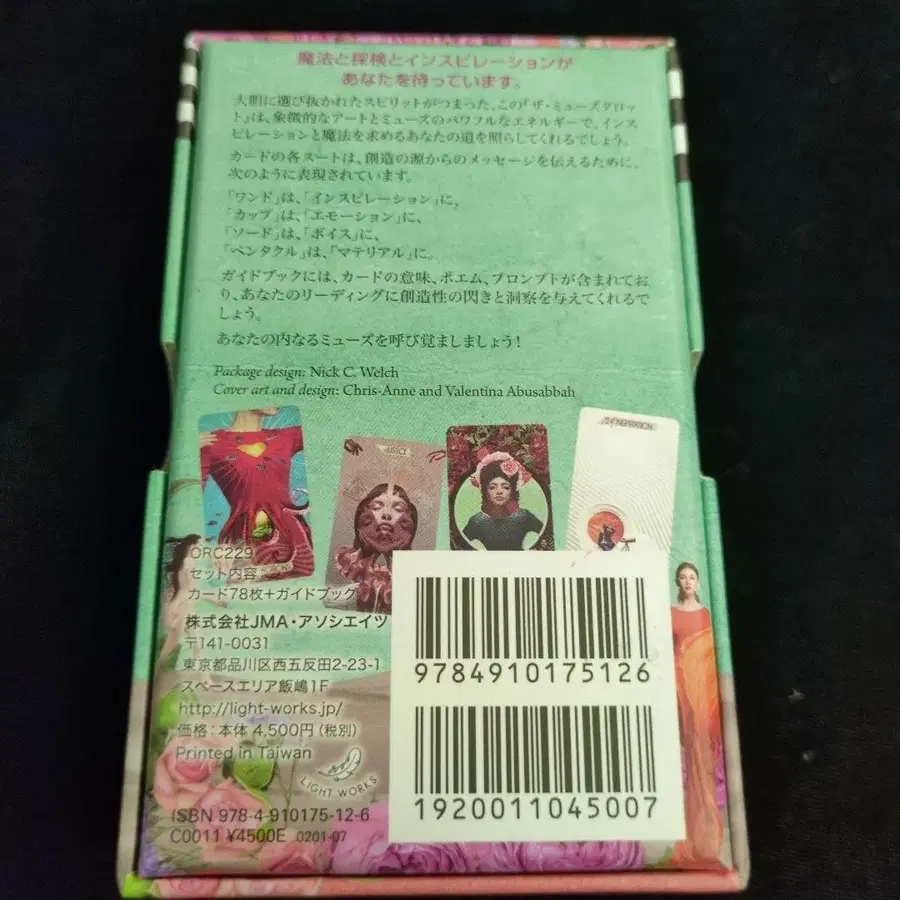 魔法と探検とインスピレーションが
あなたを待っています。
大胆に選び抜かれたスピリットがつまった、この「ザ・ミューズタロッ
ト」は、象徴的なアートとミューズのパワフルなエネルギーで、インス
ピレーションと魔法を求めるあなたの道を照らしてくれるでしょう。
カードの各スートは、創造の源からのメッセージを伝えるために、
次のように表現されています。
「ワンド」は、「インスピレーション」に、
「カップ」は、「エモーション」に、
「ソード」は、「ボイス」に、
「ペンタクル」は、「マテリアル」に。
ガイドブックには、カードの意味、ポエム、プロンプトが含まれてお
り、あなたのリーディングに創造性の閃きと洞察を与えてくれるで
しょう。
あなたの内なるミューズを呼び覚ましましょう!
Package design: Nick C. Welch
Cover art and design: Chris-Anne and Valentina Abusabbah
ORC229
セット内容
カード78枚+ガイドブック
株式会社JMA・アソシエイツ
〒141-0031
東京都品川区西五反田2-23-1
スペースエリア飯嶋1F
http://light-works.jp/
価格:本体 4,500円(税別)
Printed in Taiwan
LIGHT WORKS
ISBN 978-4-910175-12-6
C0011 ¥4500E 0201-07
9784910175126
1920011045007